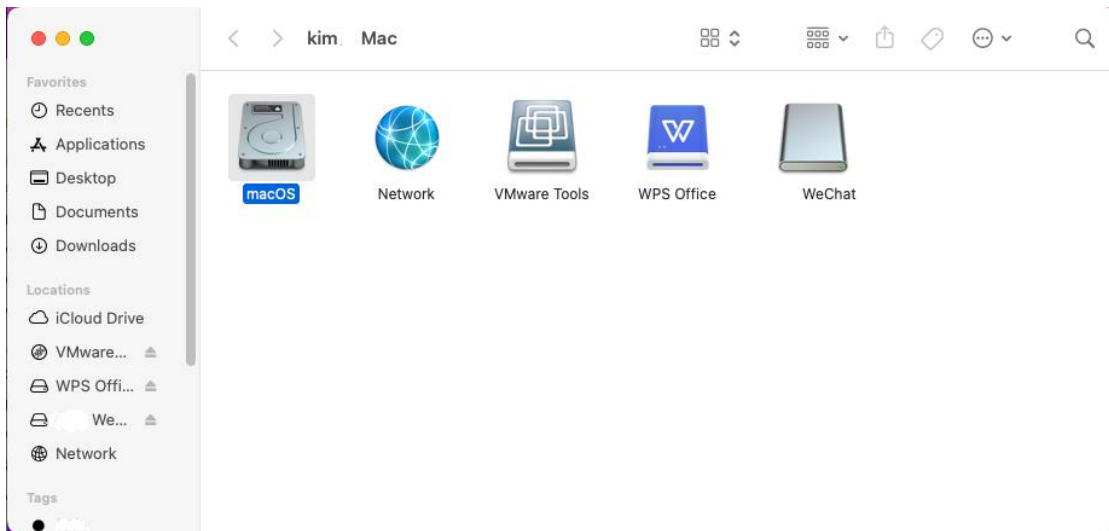 kim Mac
Favorites
Recents
Applications
Desktop
Documents
Downloads
Locations
iCloud Drive
VMware...
WPS Offi...
We...
Network
Tags
macOS
Network
VMware Tools
WPS Office
WeChat